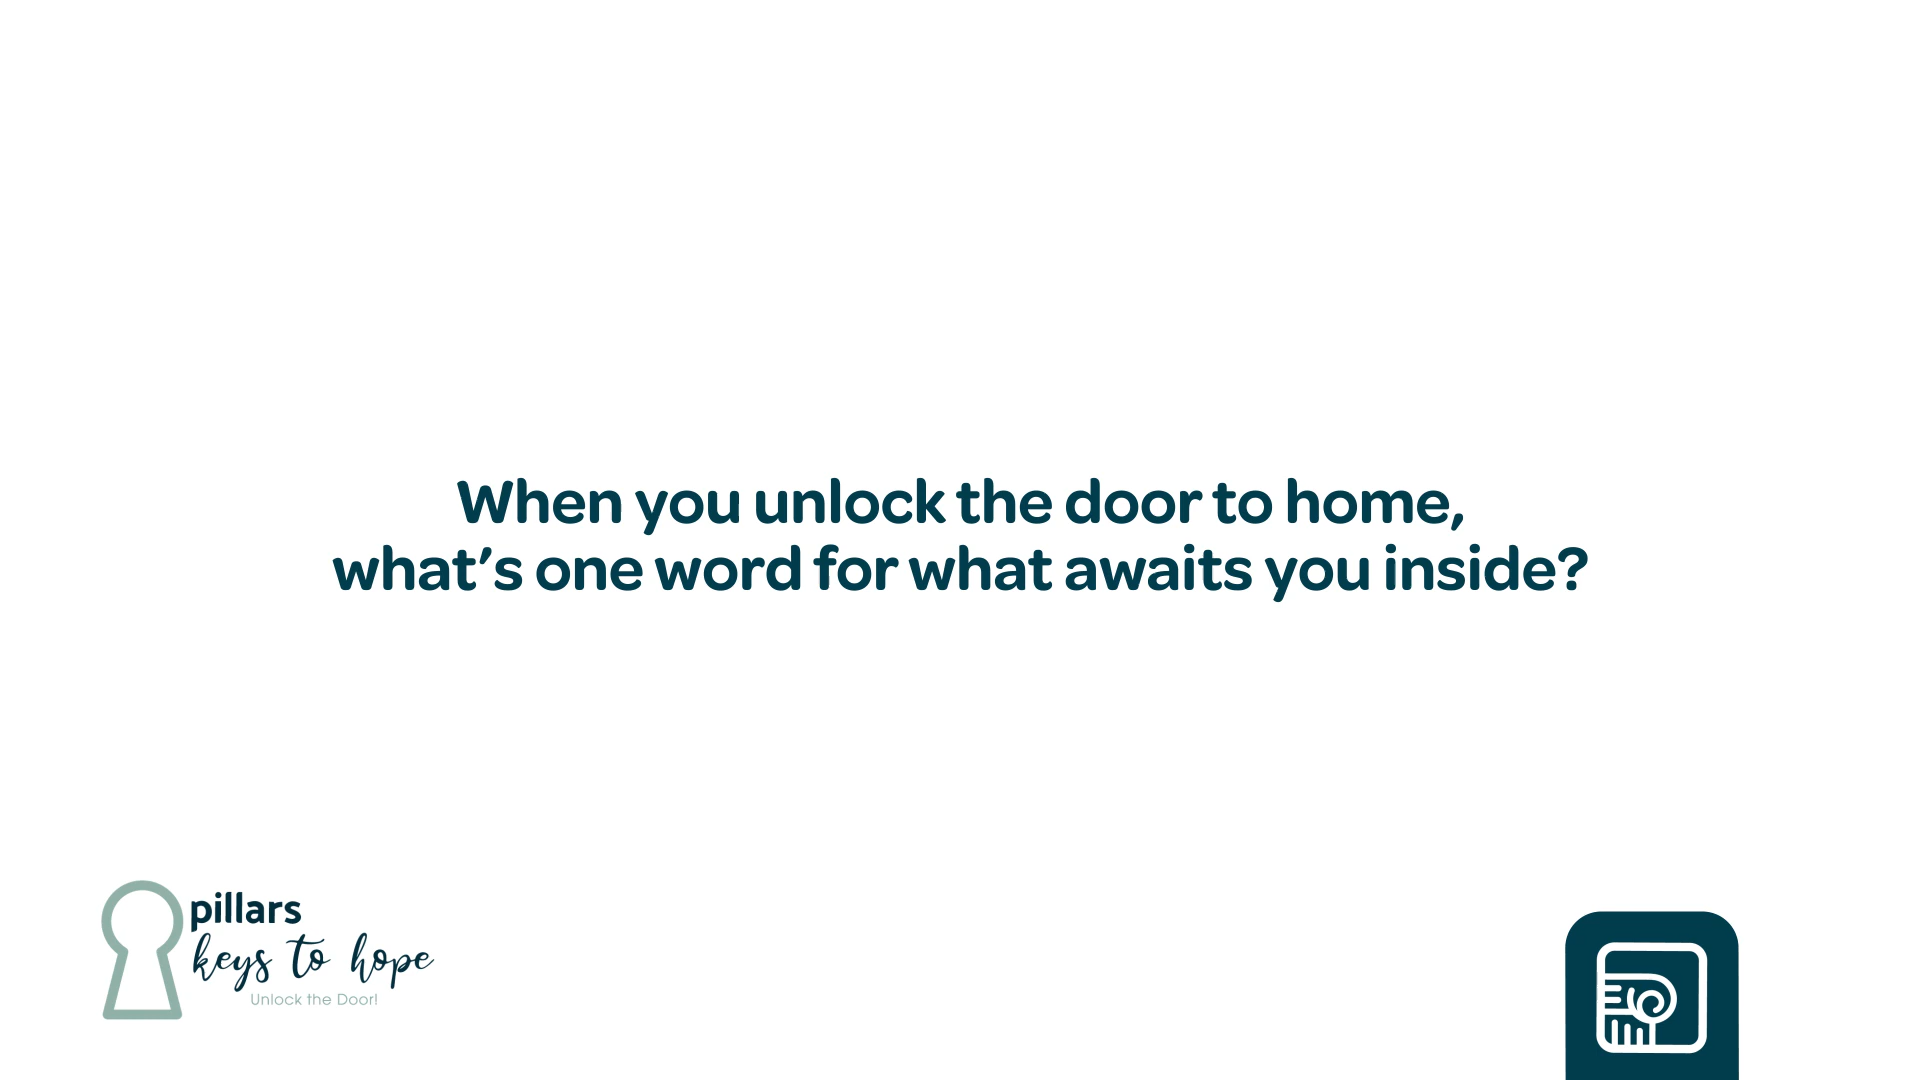 When you unlock the door to home,
what’s one word for what awaits you inside?
pillars
keys to hope
Unlock the Door!